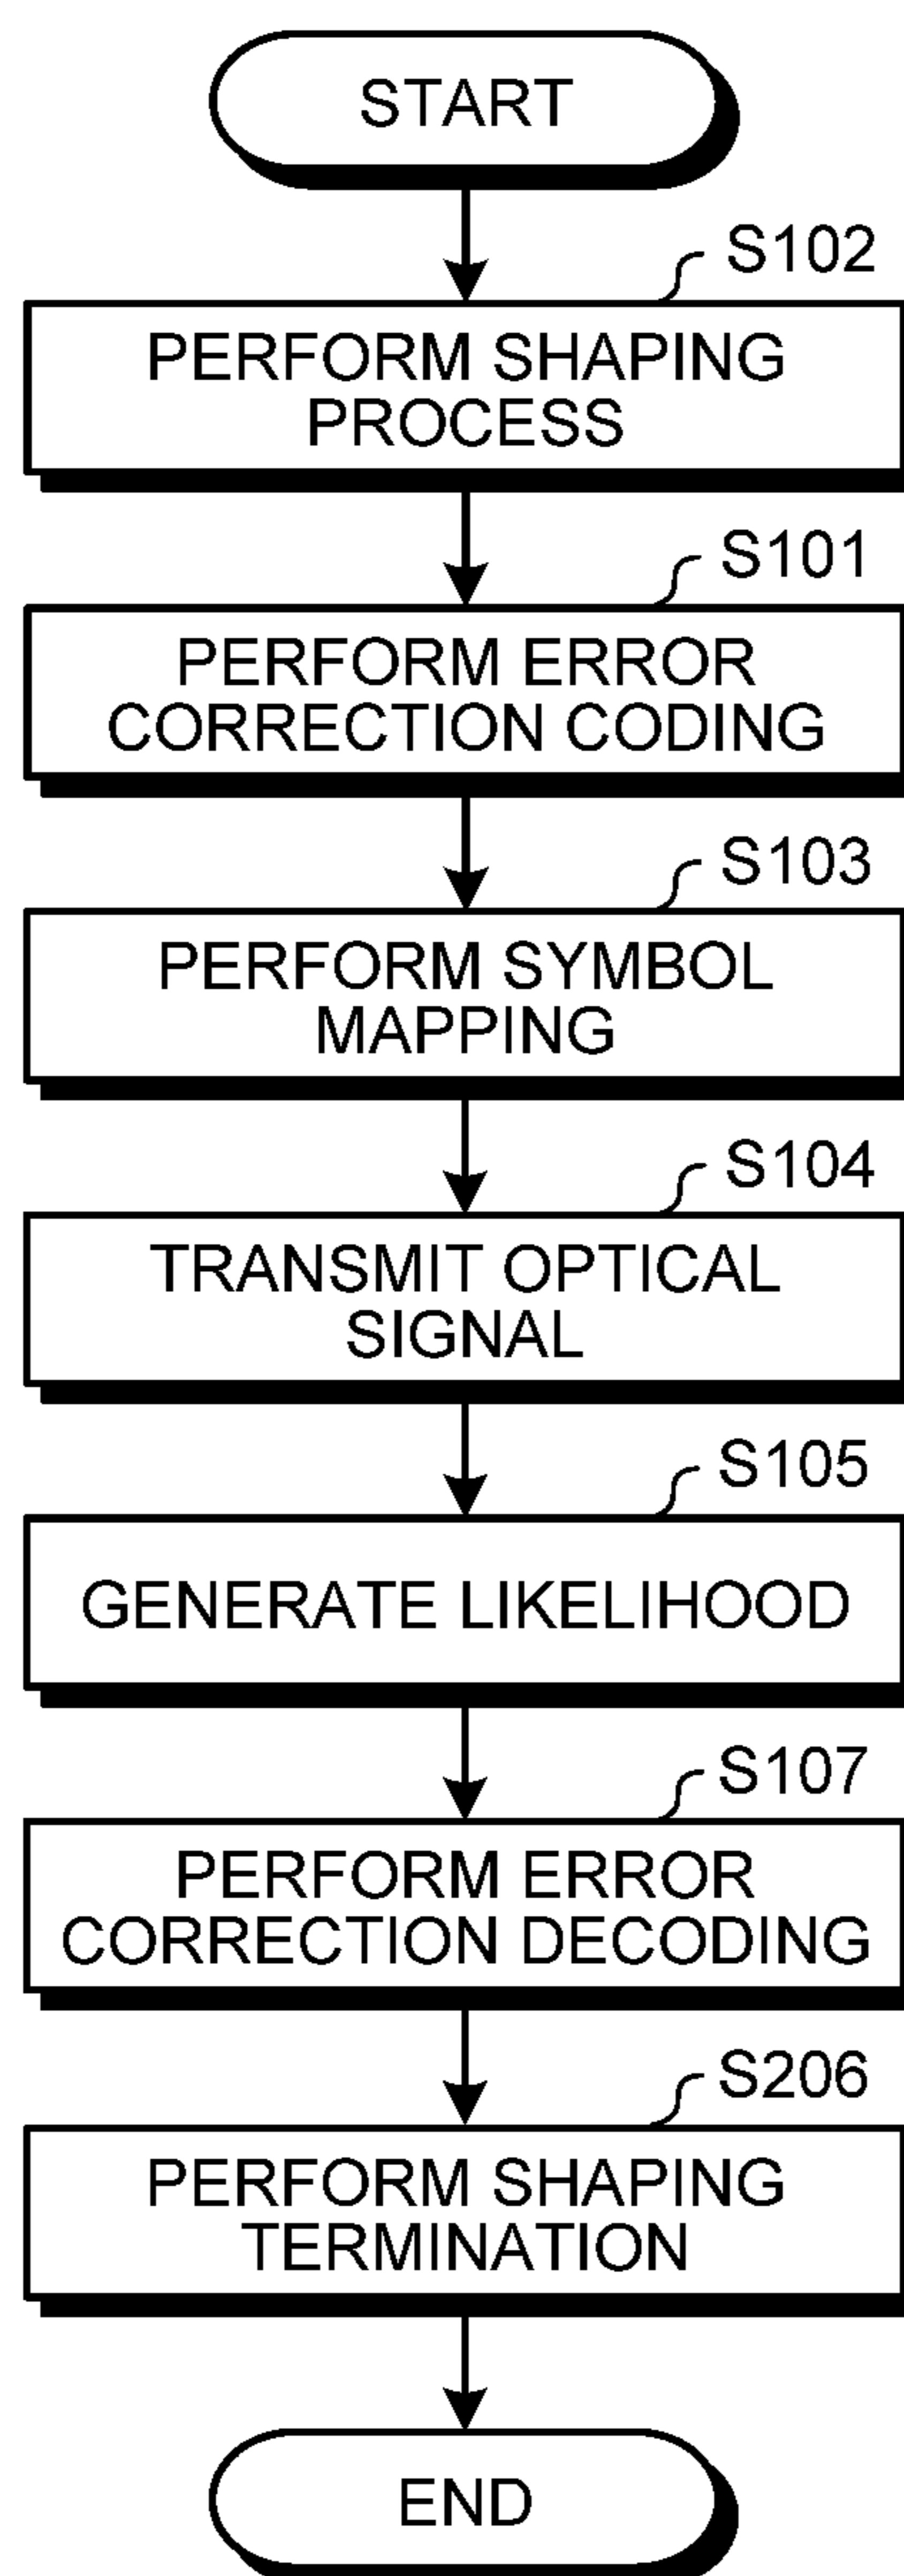 START
S102
PERFORM SHAPING
PROCESS
S101
PERFORM ERROR
CORRECTION CODING
S103
PERFORM SYMBOL
MAPPING
S104
TRANSMIT OPTICAL
SIGNAL
S105
GENERATE LIKELIHOOD
S107
PERFORM ERROR
CORRECTION DECODING
S206
PERFORM SHAPING
TERMINATION
END